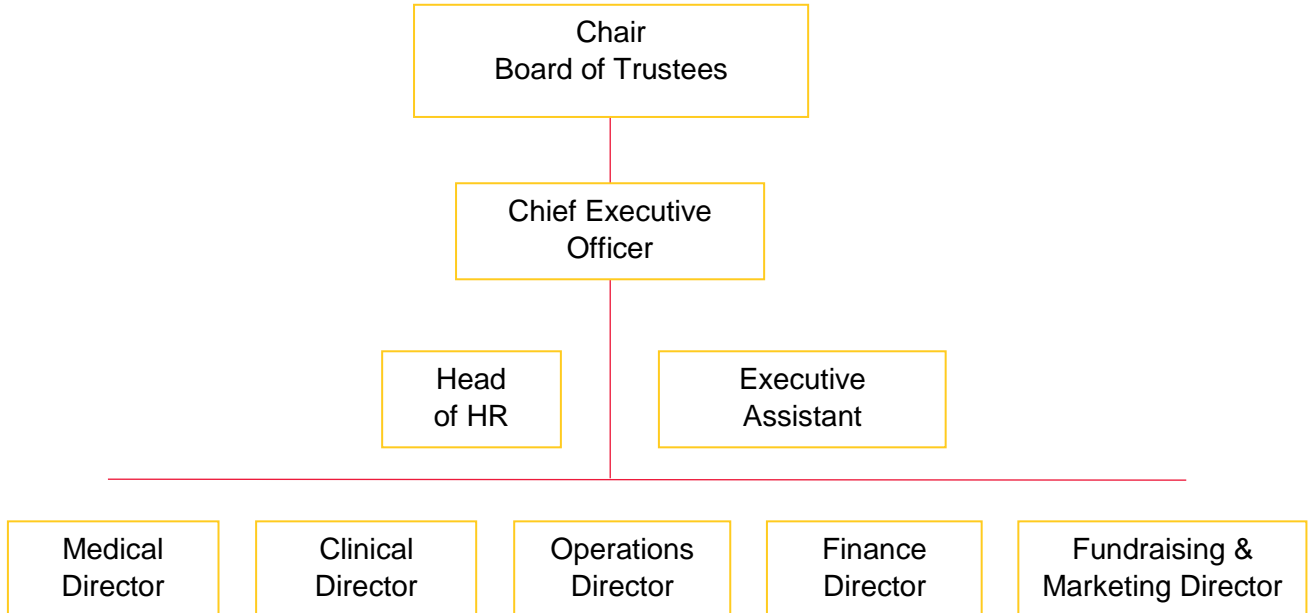 Chair
Board of Trustees
Chief Executive
Officer
Head
of HR
Executive
Assistant
Medical
Director
Clinical
Director
Operations
Director
Finance
Director
Fundraising &
Marketing Director